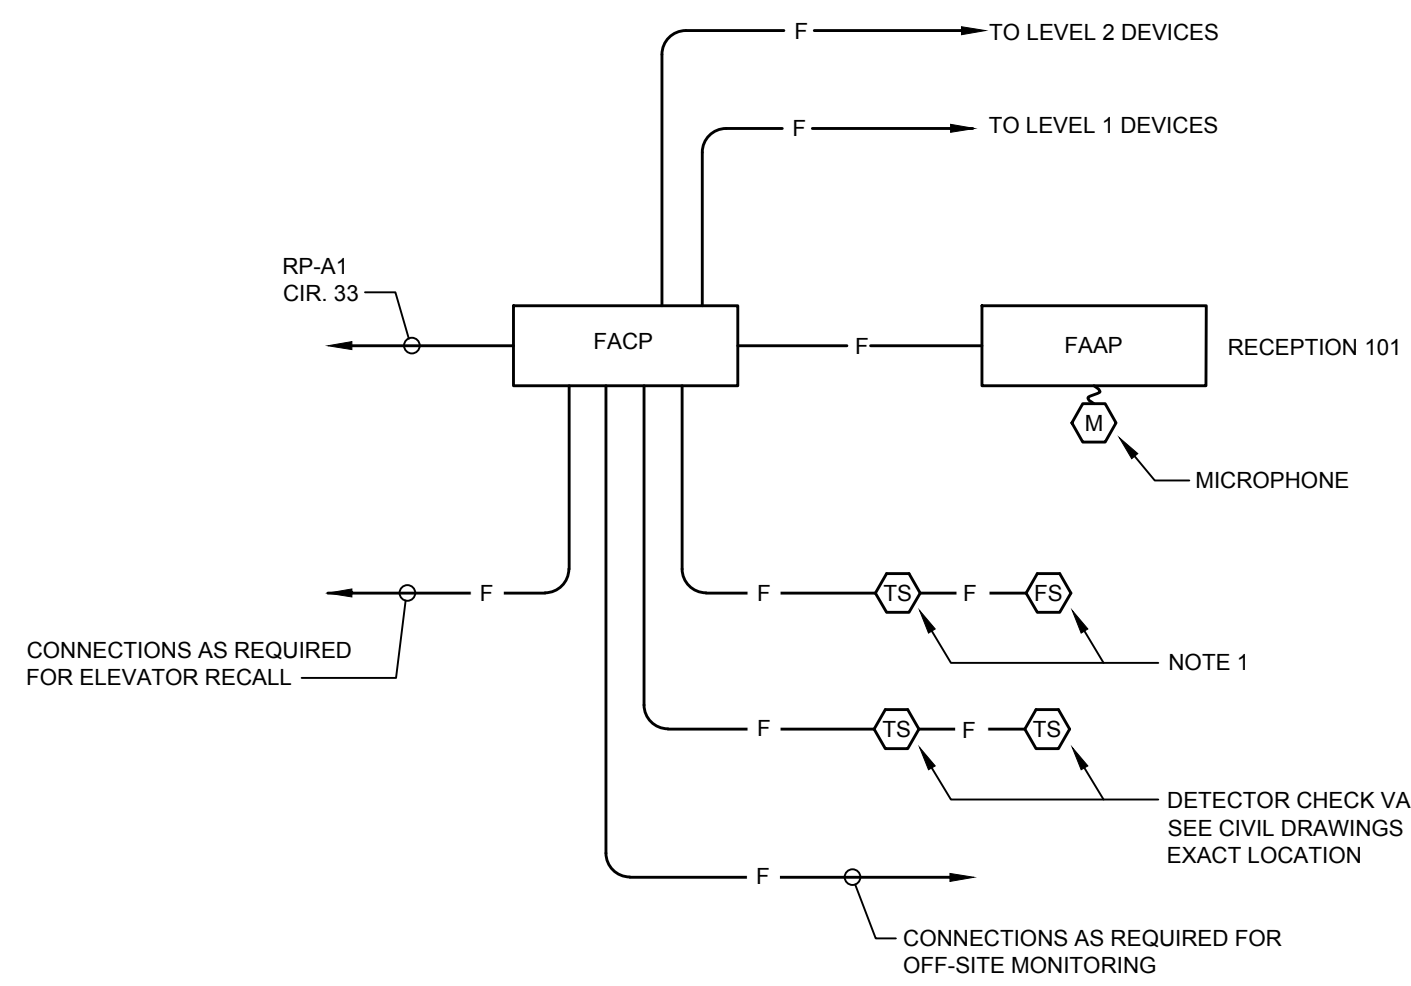 F
TO LEVEL 2 DEVICES
F
TO LEVEL 1 DEVICES
RP-A1
CIR. 33
FACP
F
FAAP
RECEPTION 101
M
MICROPHONE
F
CONNECTIONS AS REQUIRED
FOR ELEVATOR RECALL
F
TS
F
FS
NOTE 1
F
TS
F
TS
DETECTOR CHECK VA
SEE CIVIL DRAWINGS
EXACT LOCATION
F
CONNECTIONS AS REQUIRED FOR
OFF-SITE MONITORING